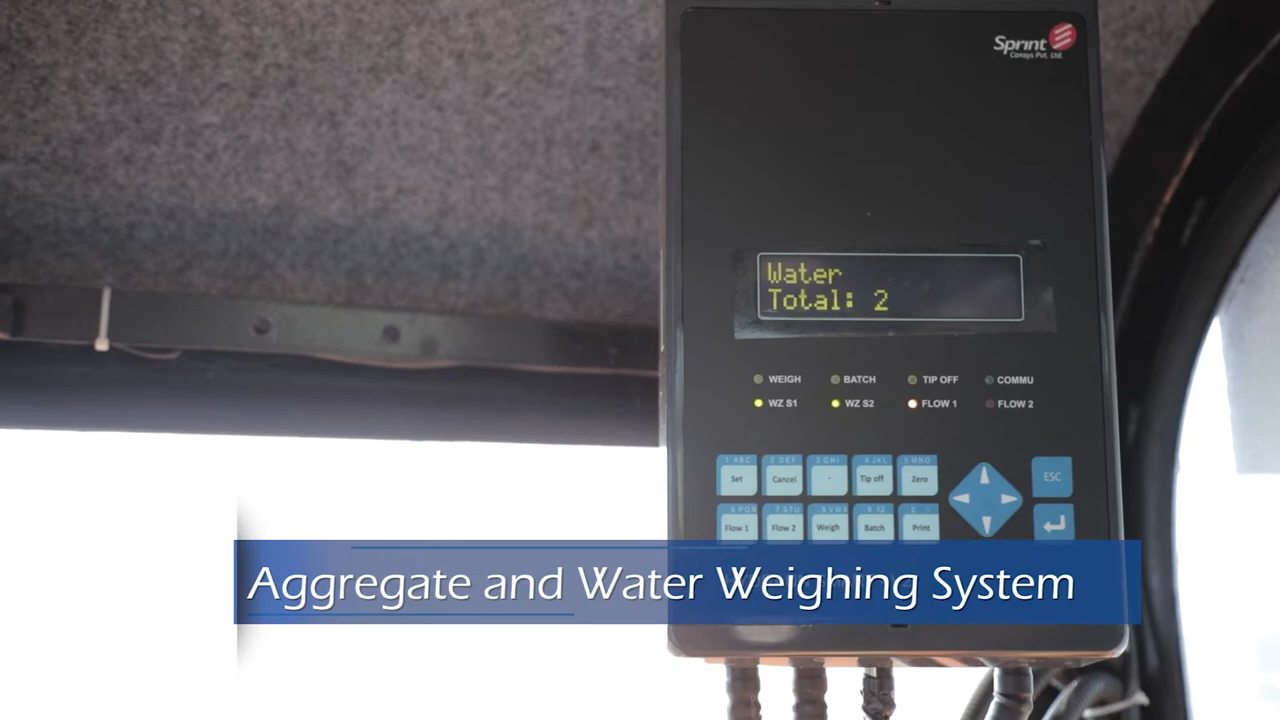 Sprint
Consys Pvt. Ltd.
Water
Total: 2
WEIGH BATCH TIP OFF COMMU
WZ S1 WZ S2 FLOW 1 FLOW 2
1 ABC 2 DEF 3 GHI 4 JKL 5 MNO
Set Cancel . Tip off Zero
ESC
6 PQR 7 STU 8 VWX 9 YZ
Flow 1 Flow 2 Weigh Batch Print
Aggregate and Water Weighing System